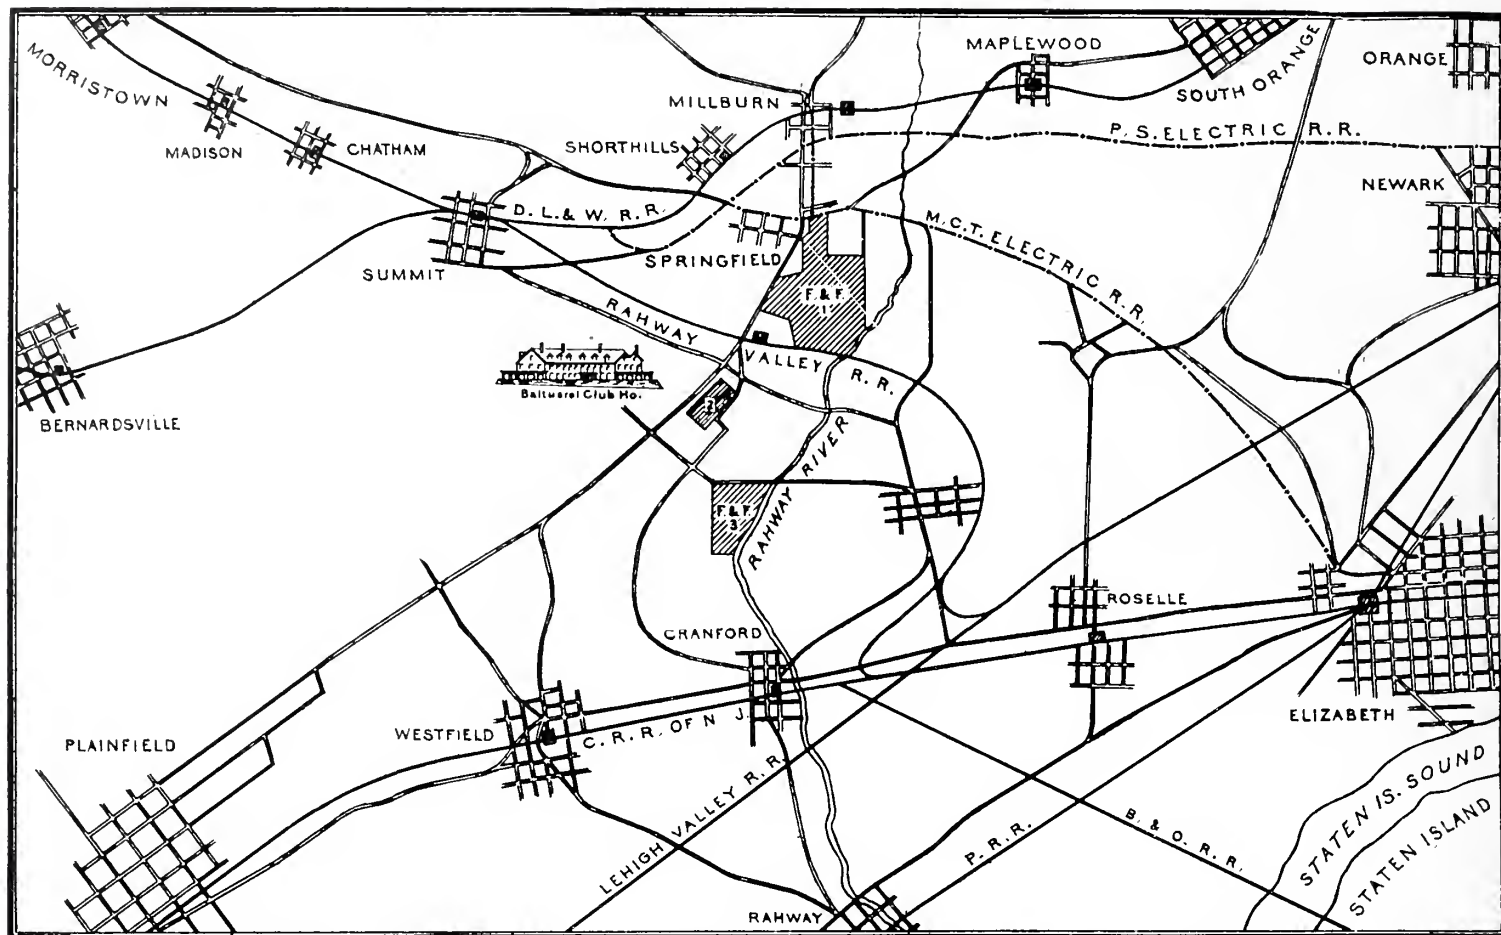 MAPLEWOOD
ORANGE
SOUTH ORANGE
MORRISTOWN
MILLBURN
P. S. ELECTRIC R. R.
MADISON
CHATHAM
SHORTHILLS
NEWARK
D. L. & W. R. R.
M. C. T. ELECTRIC R. R.
SUMMIT
SPRINGFIELD
F. & F.
1
RAHWAY VALLEY R. R.
Baltusrol Club Ho.
2
BERNARDSVILLE
RAHWAY RIVER
F. & F.
3
ROSELLE
CRANFORD
ELIZABETH
WESTFIELD
C. R. R. OF N J.
PLAINFIELD
LEHIGH VALLEY R. R.
P. R. R.
B. & O. R. R.
STATEN IS. SOUND
STATEN ISLAND
RAHWAY